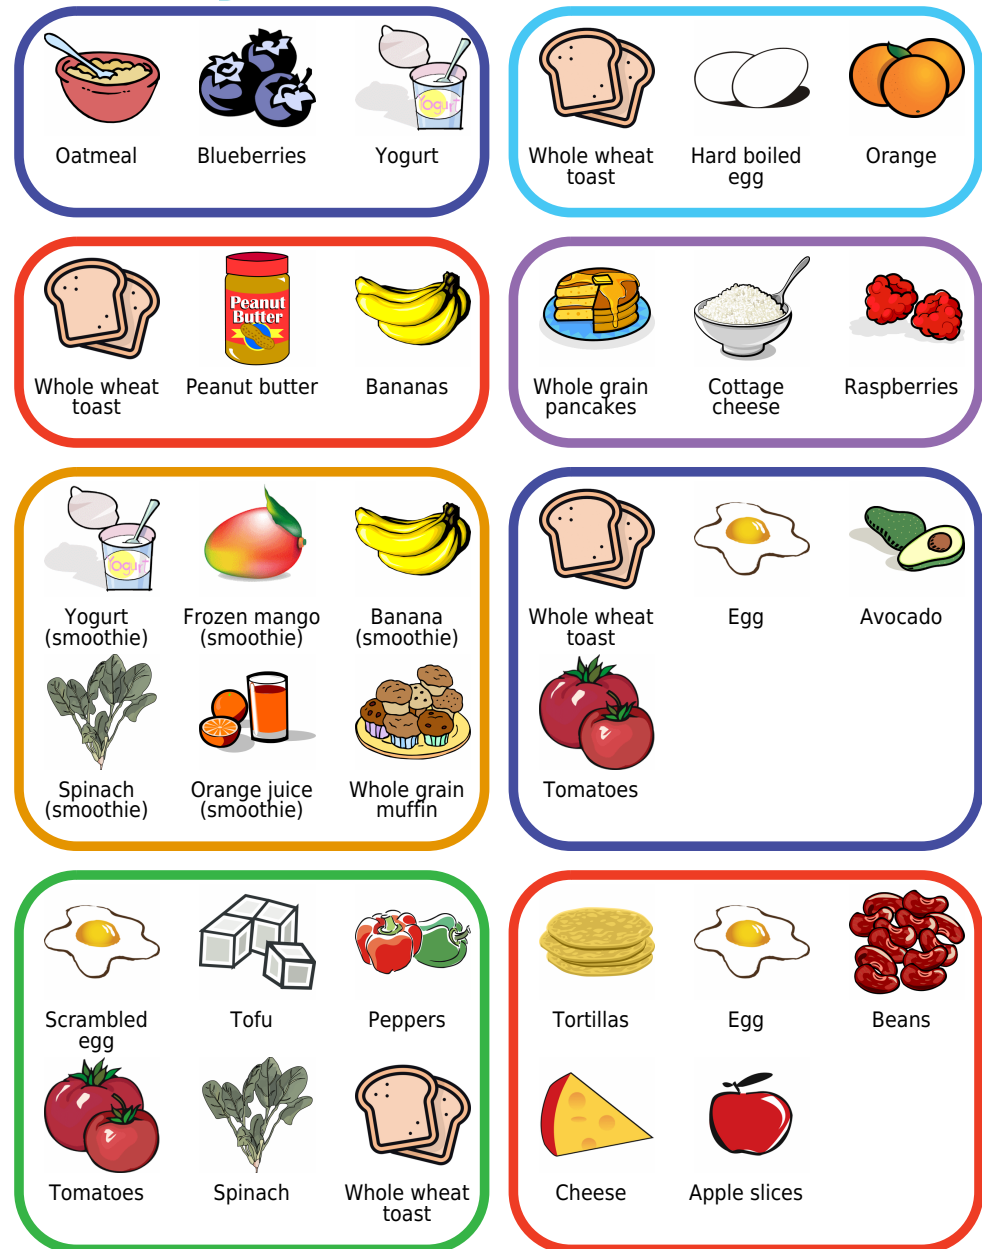 Oatmeal
Blueberries
Yogurt
Yogurt
Whole wheat
toast
Hard boiled
egg
Orange
Peanut
Butter
Whole wheat
toast
Peanut butter
Bananas
Whole grain
pancakes
Cottage
cheese
Raspberries
Yogurt
Yogurt
(smoothie)
Frozen mango
(smoothie)
Banana
(smoothie)
Spinach
(smoothie)
Orange juice
(smoothie)
Whole grain
muffin
Whole wheat
toast
Egg
Avocado
Tomatoes
Scrambled
egg
Tofu
Peppers
Tomatoes
Spinach
Whole wheat
toast
Tortillas
Egg
Beans
Cheese
Apple slices